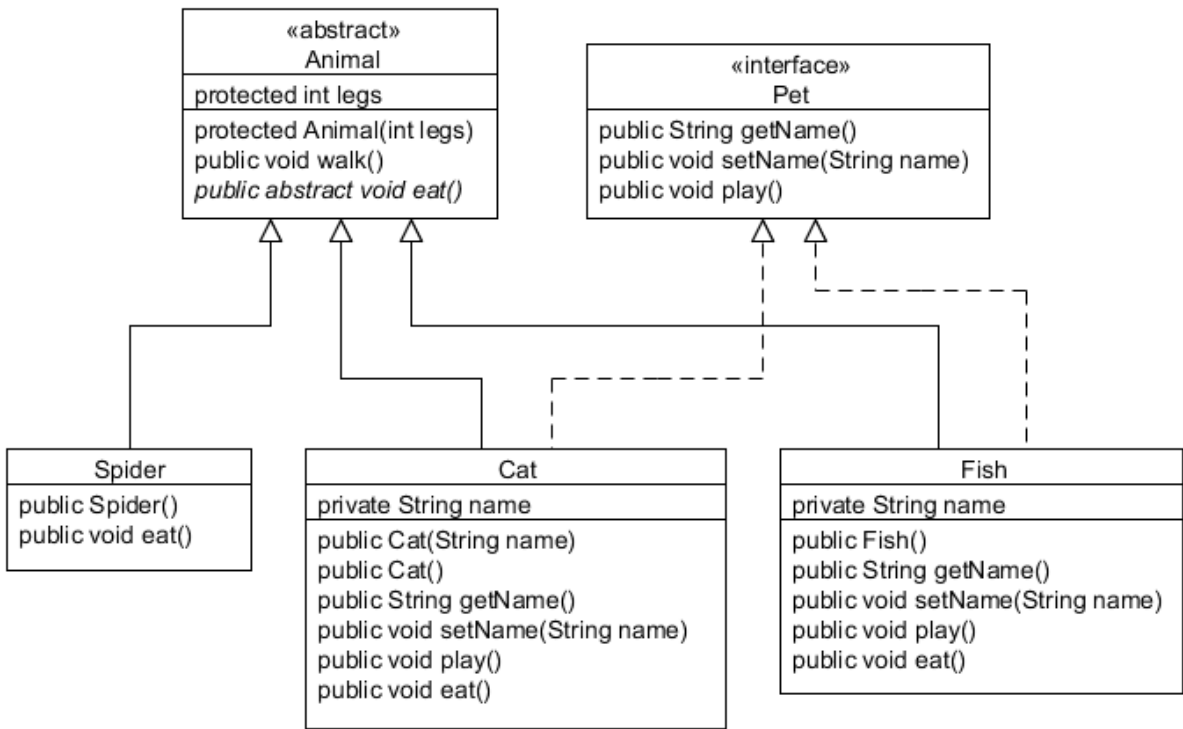 «abstract»
Animal
protected int legs
protected Animal(int legs)
public void walk()
public abstract void eat()
«interface»
Pet
public String getName()
public void setName(String name)
public void play()
Spider
public Spider()
public void eat()
Cat
private String name
public Cat(String name)
public Cat()
public String getName()
public void setName(String name)
public void play()
public void eat()
Fish
private String name
public Fish()
public String getName()
public void setName(String name)
public void play()
public void eat()